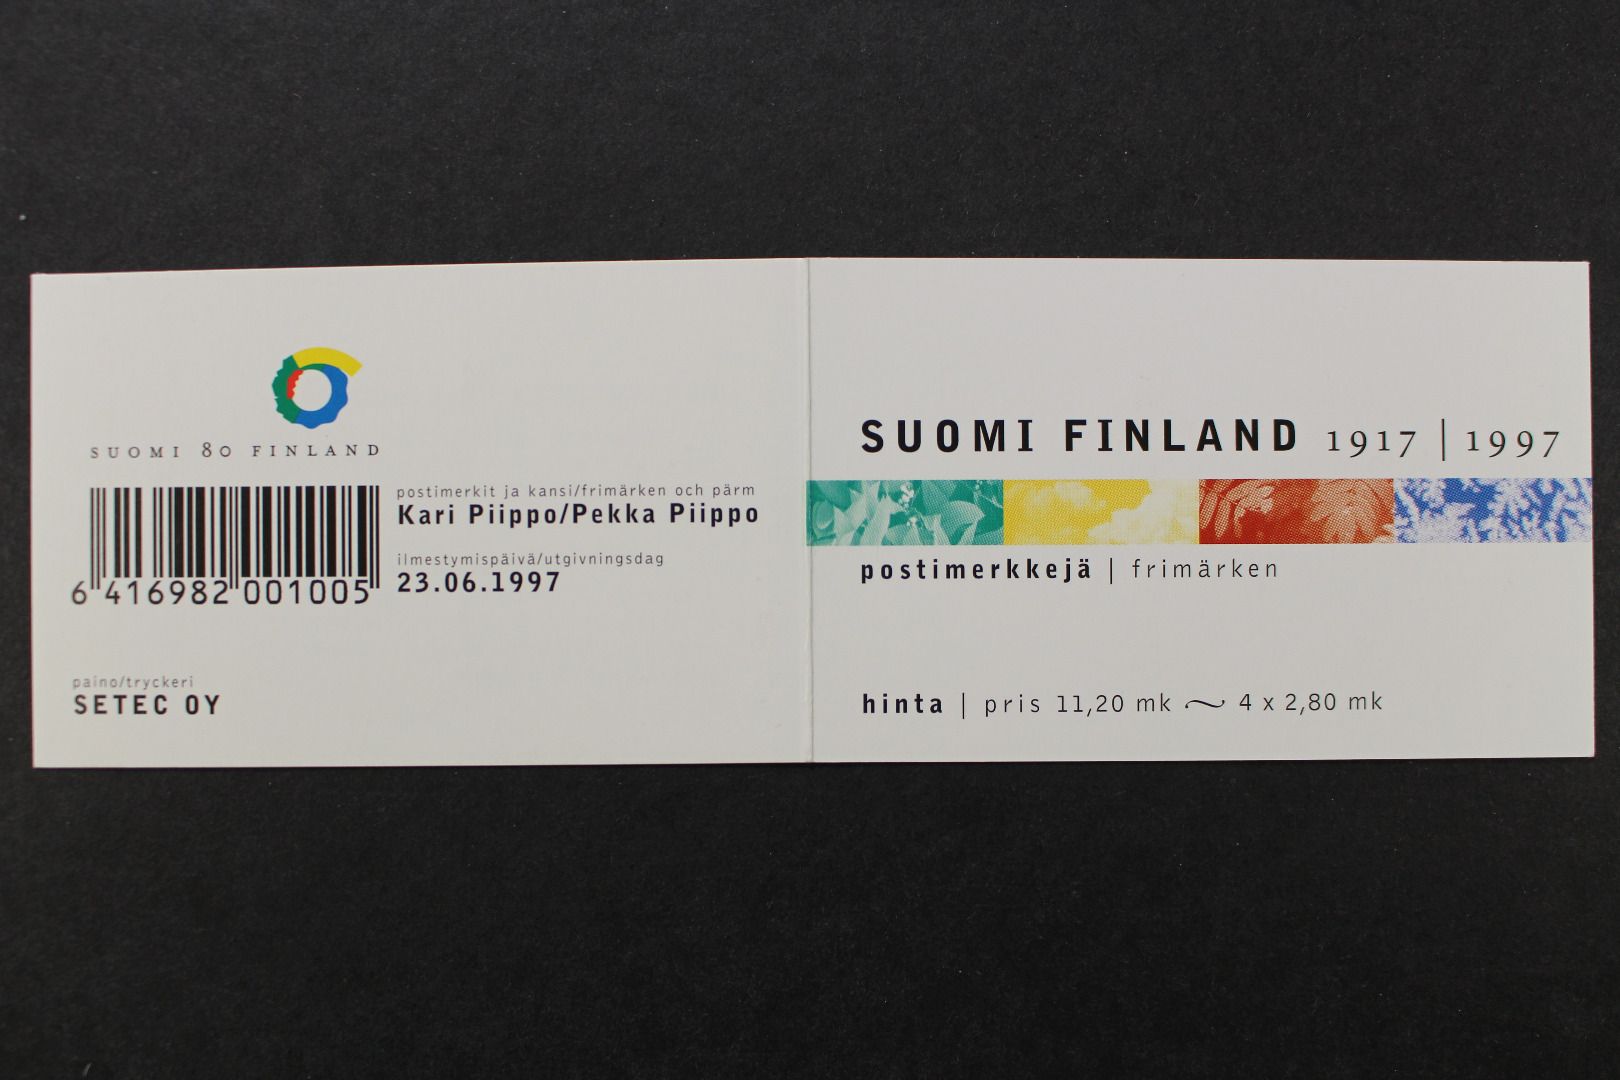 SUOMI 80 FINLAND
6 416982 001005
postimerkit ja kansi/frimärken och pärm
Kari Piippo/Pekka Piippo
ilmestymispäivä/utgivningsdag
23.06.1997
paino/tryckeri
SETEC OY
SUOMI FINLAND 1917 | 1997
postimerkkejä | frimärken
hinta | pris 11,20 mk ~ 4 x 2,80 mk